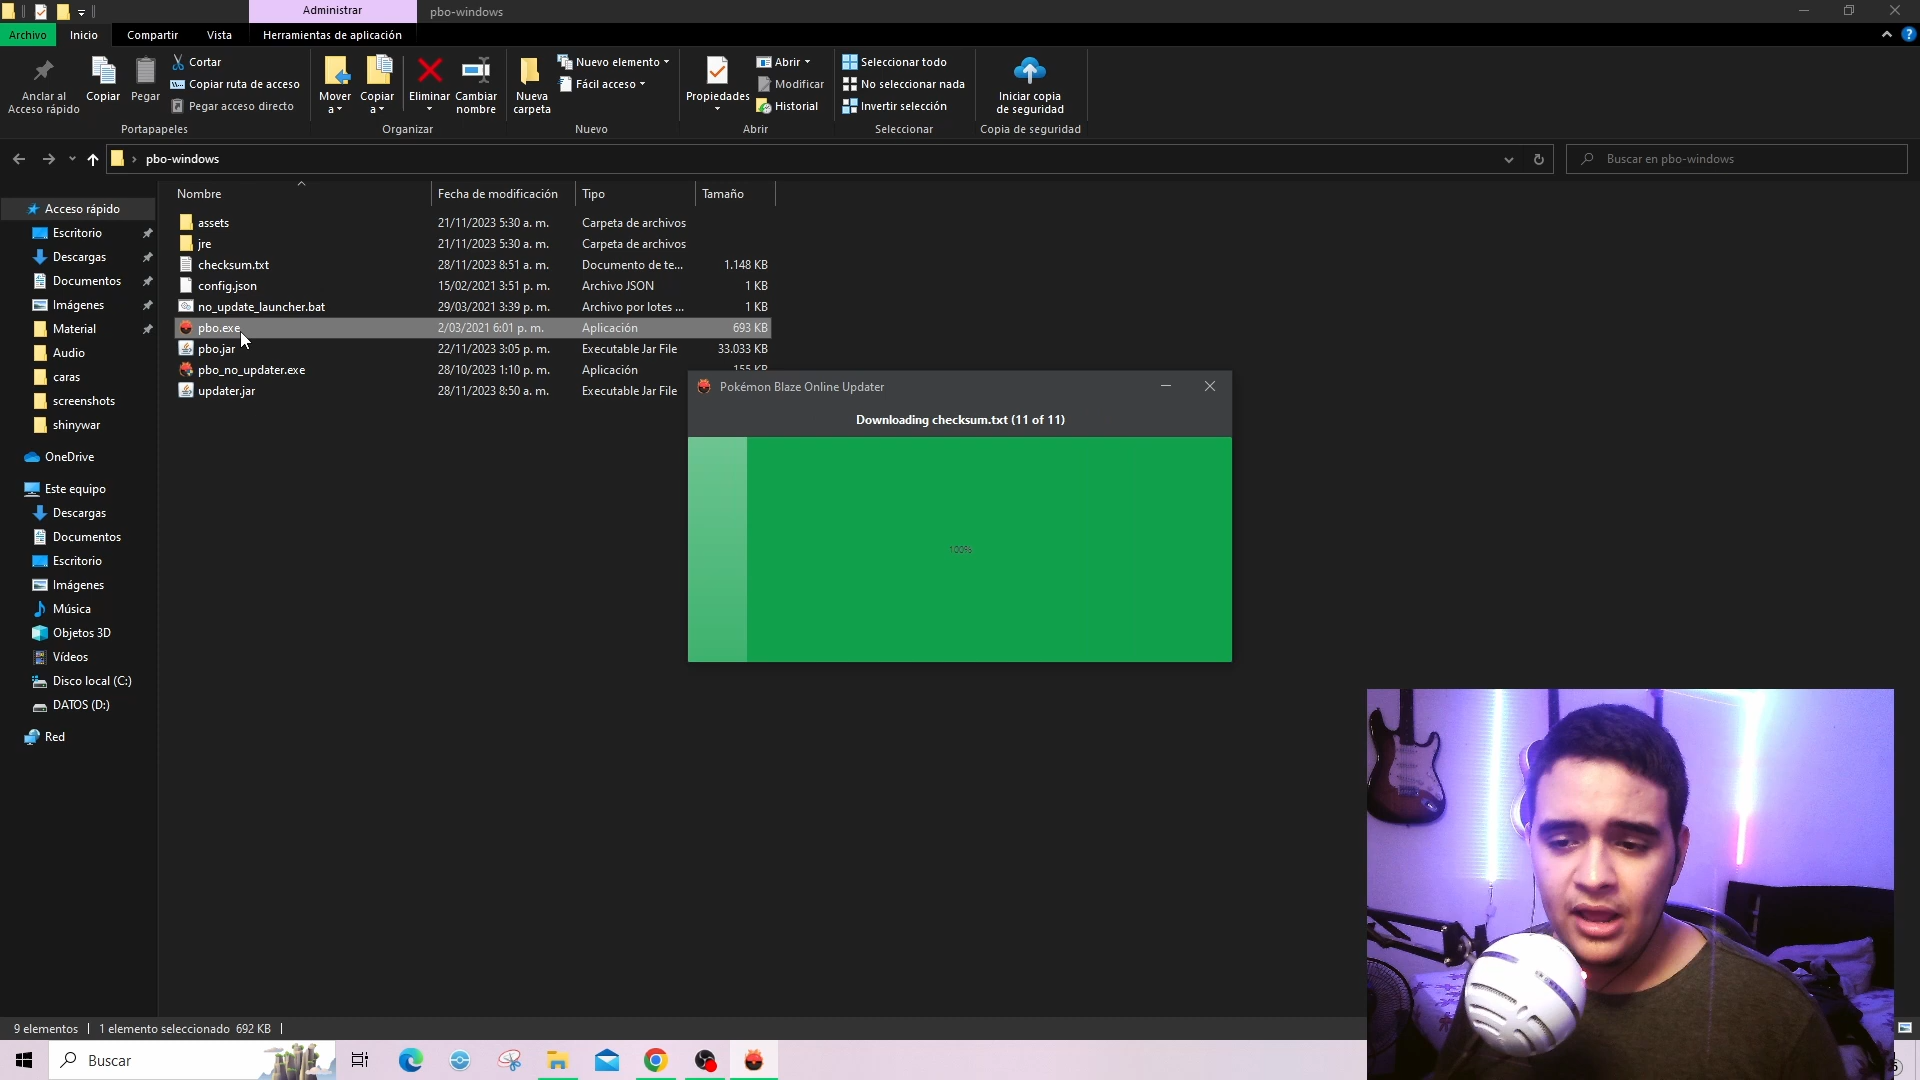 Administrar
pbo-windows
Archivo
Inicio
Compartir
Vista
Herramientas de aplicación
Anclar al
Acceso rápido
Copiar
Pegar
Cortar
Copiar ruta de acceso
Pegar acceso directo
Portapapeles
Mover
a
Copiar
a
Eliminar
Cambiar
nombre
Organizar
Nueva
carpeta
Nuevo elemento
Fácil acceso
Nuevo
Propiedades
Abrir
Modificar
Historial
Abrir
Seleccionar todo
No seleccionar nada
Invertir selección
Seleccionar
Iniciar copia
de seguridad
Copia de seguridad
pbo-windows
Buscar en pbo-windows
Nombre
Fecha de modificación
Tipo
Tamaño
assets 21/11/2023 5:30 a. m. Carpeta de archivos
jre 21/11/2023 5:30 a. m. Carpeta de archivos
checksum.txt 28/11/2023 8:51 a. m. Documento de te... 1.148 KB
config.json 15/02/2021 3:51 p. m. Archivo JSON 1 KB
no_update_launcher.bat 29/03/2021 3:39 p. m. Archivo por lotes ... 1 KB
pbo.exe 2/03/2021 6:01 p. m. Aplicación 693 KB
pbo.jar 22/11/2023 3:05 p. m. Executable Jar File 33.033 KB
pbo_no_updater.exe 28/10/2023 1:10 p. m. Aplicación 155 KB
updater.jar 28/11/2023 8:50 a. m. Executable Jar File
Acceso rápido
Escritorio
Descargas
Documentos
Imágenes
Material
Audio
caras
screenshots
shinywar
OneDrive
Este equipo
Descargas
Documentos
Escritorio
Imágenes
Música
Objetos 3D
Vídeos
Disco local (C:)
DATOS (D:)
Red
Pokémon Blaze Online Updater
Downloading checksum.txt (11 of 11)
100%
9 elementos
1 elemento seleccionado 692 KB
Buscar